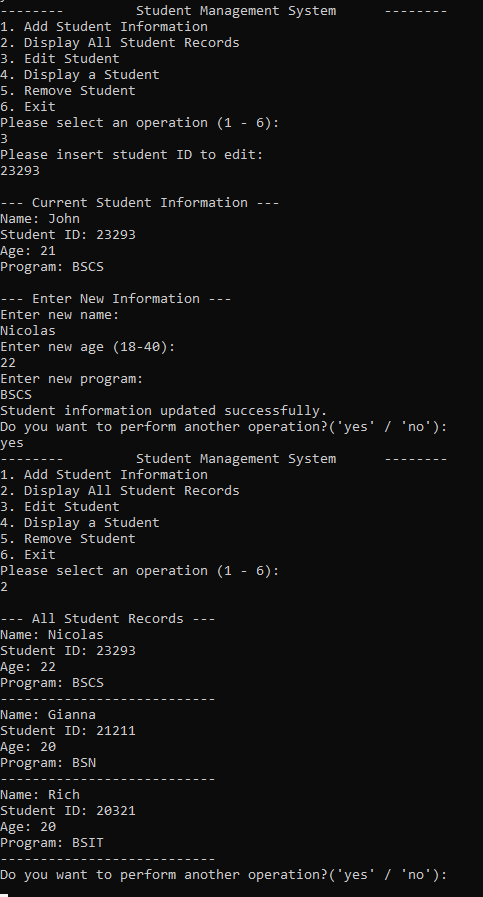 --------         Student Management System      --------
1. Add Student Information
2. Display All Student Records
3. Edit Student
4. Display a Student
5. Remove Student
6. Exit
Please select an operation (1 - 6):
3
Please insert student ID to edit:
23293

--- Current Student Information ---
Name: John
Student ID: 23293
Age: 21
Program: BSCS

--- Enter New Information ---
Enter new name:
Nicolas
Enter new age (18-40):
22
Enter new program:
BSCS
Student information updated successfully.
Do you want to perform another operation?('yes' / 'no'):
yes
--------         Student Management System      --------
1. Add Student Information
2. Display All Student Records
3. Edit Student
4. Display a Student
5. Remove Student
6. Exit
Please select an operation (1 - 6):
2

--- All Student Records ---
Name: Nicolas
Student ID: 23293
Age: 22
Program: BSCS
---------------------------
Name: Gianna
Student ID: 21211
Age: 20
Program: BSN
---------------------------
Name: Rich
Student ID: 20321
Age: 20
Program: BSIT
---------------------------
Do you want to perform another operation?('yes' / 'no'):